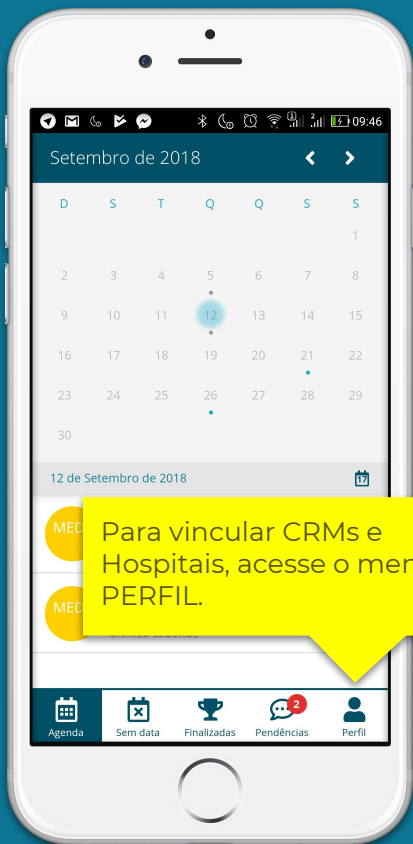 09:46
Setembro de 2018
D S T Q Q S S
1
2 3 4 5 6 7 8
9 10 11 12 13 14 15
16 17 18 19 20 21 22
23 24 25 26 27 28 29
30
12 de Setembro de 2018
17
MED
Para vincular CRMs e
Hospitais, acesse o men
PERFIL.
MED
2
Agenda Sem data Finalizadas Pendências Perfil